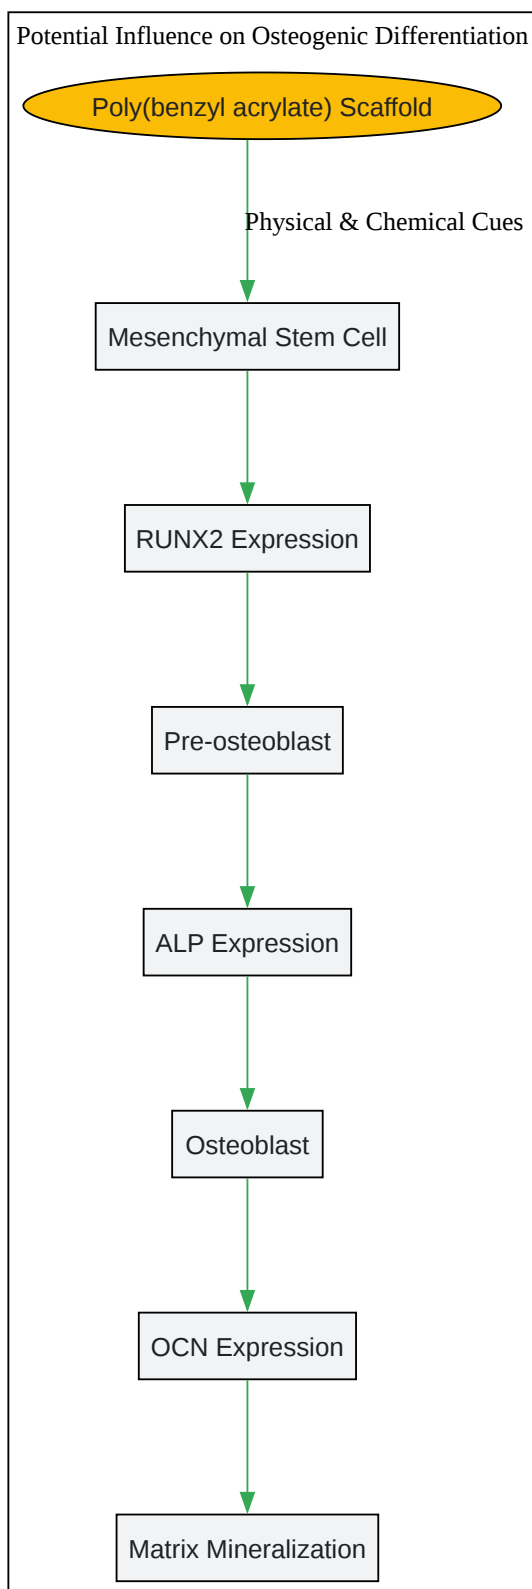 Potential Influence on Osteogenic Differentiation
Poly(benzyl acrylate) Scaffold
Physical & Chemical Cues
Mesenchymal Stem Cell
RUNX2 Expression
Pre-osteoblast
ALP Expression
Osteoblast
OCN Expression
Matrix Mineralization